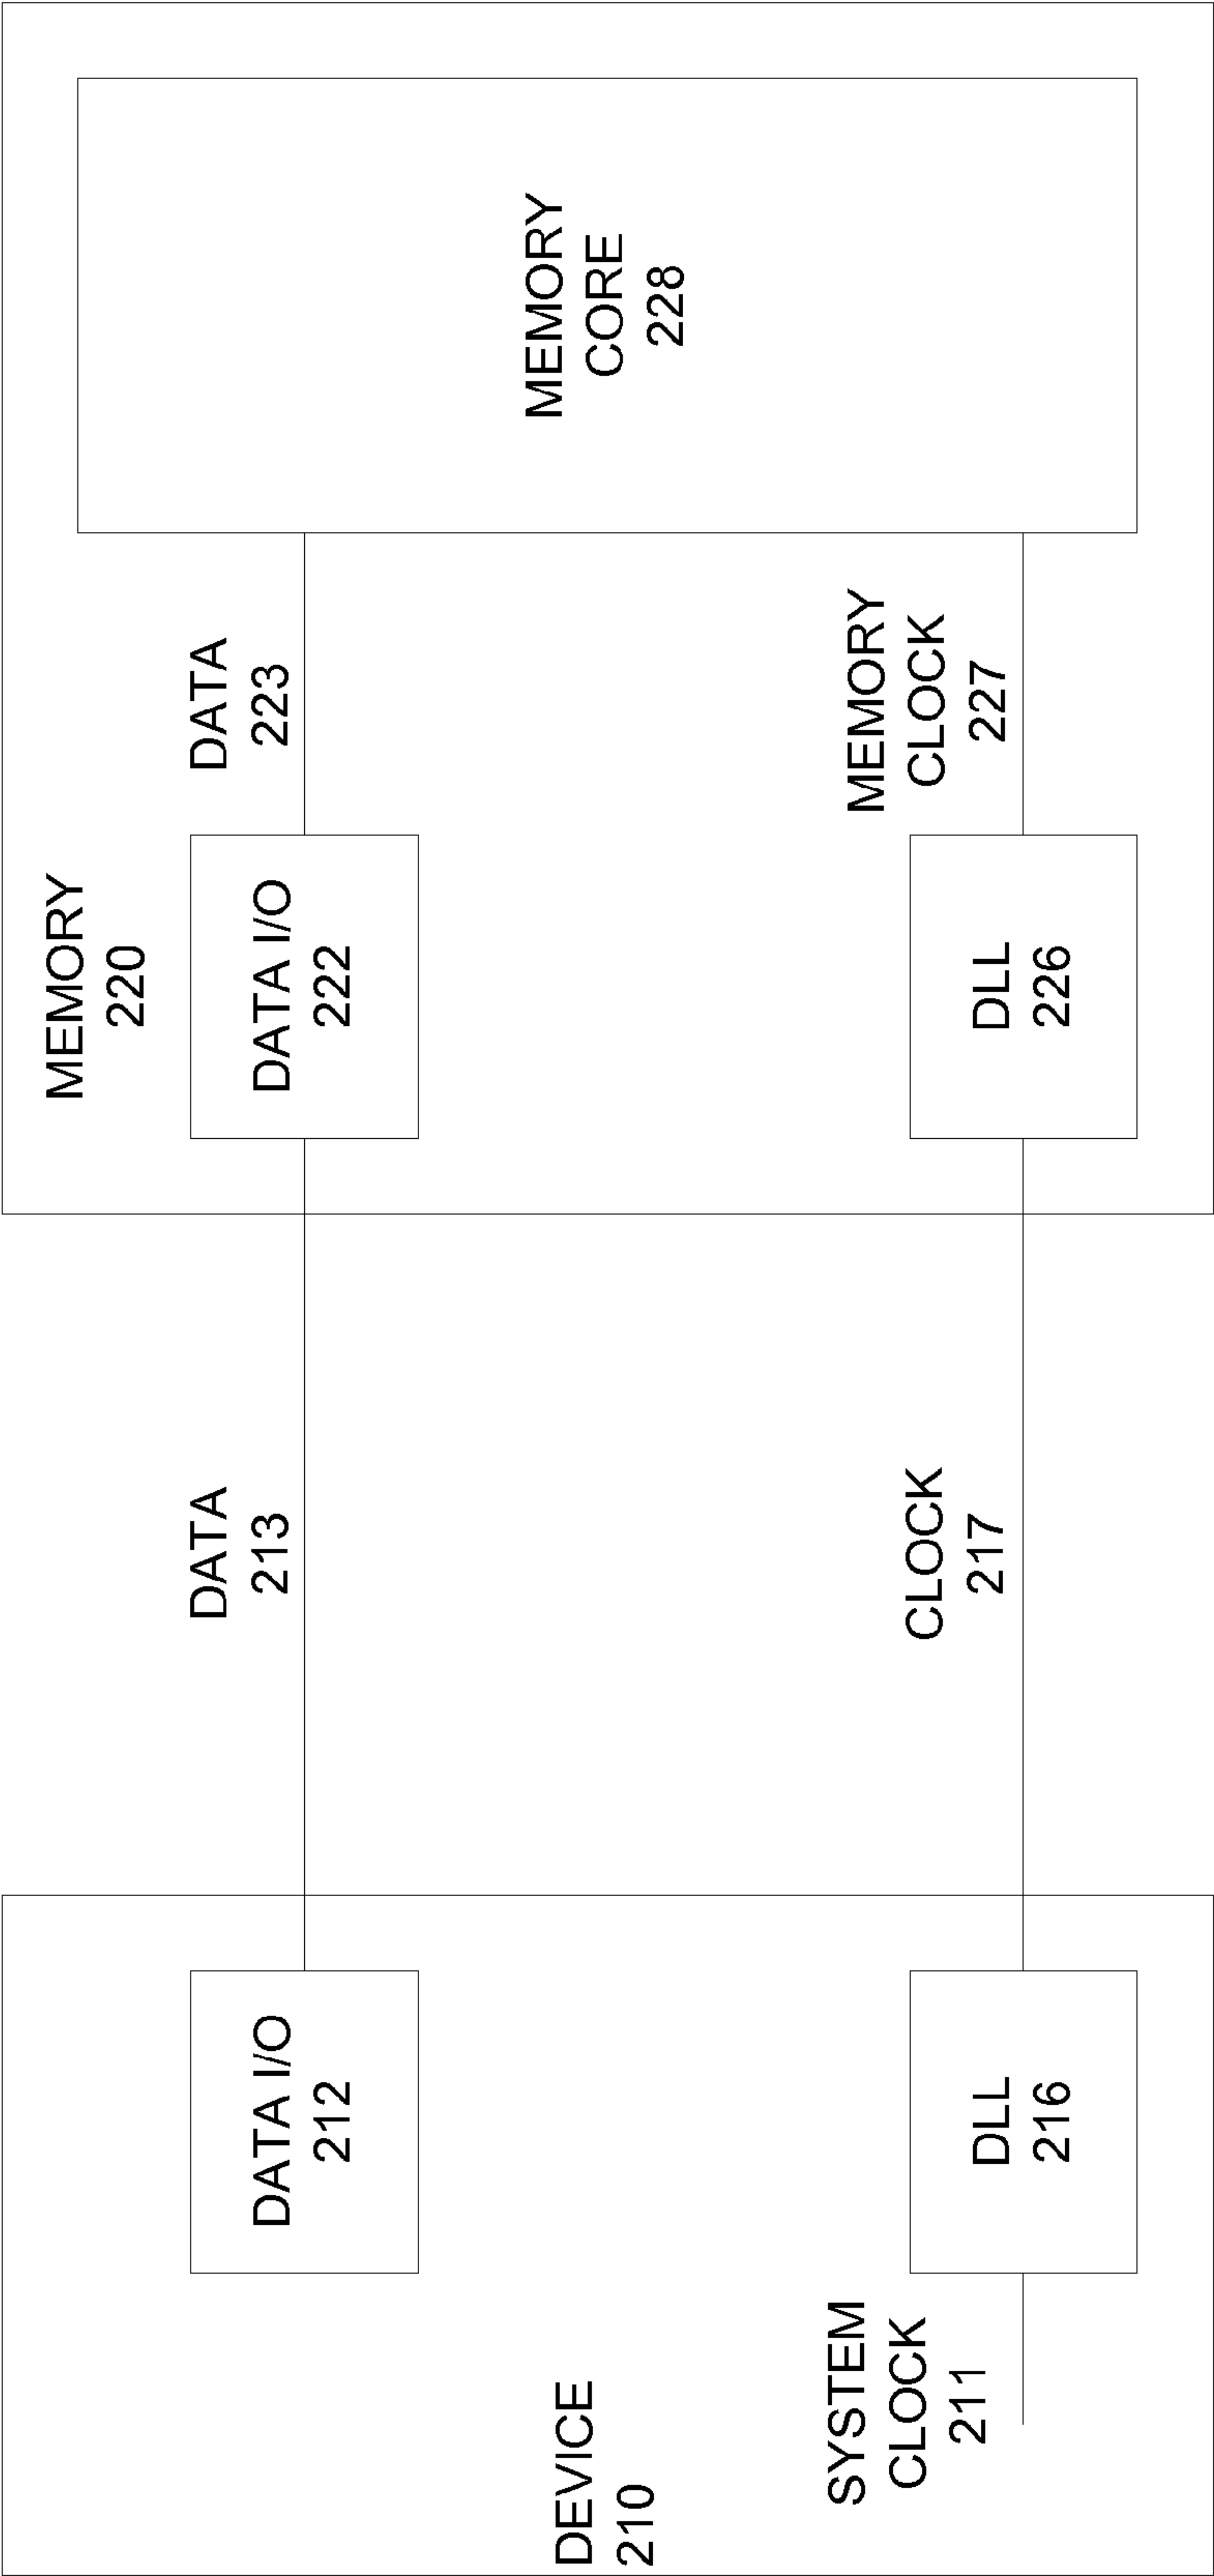 DEVICE
210
DATA I/O
212
SYSTEM
CLOCK
211
DLL
216
DATA
213
CLOCK
217
MEMORY
220
DATA I/O
222
DLL
226
DATA
223
MEMORY
CLOCK
227
MEMORY
CORE
228